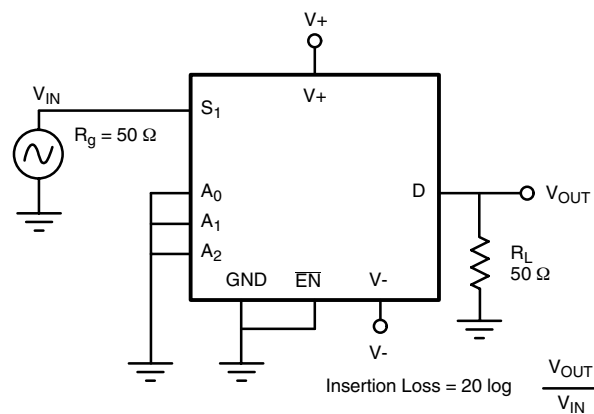 V+
V+
VIN
S1
Rg = 50 Ω
A0
D
VOUT
A1
A2
RL
50 Ω
GND
EN
V-
V-
Insertion Loss = 20 log VOUT
VIN